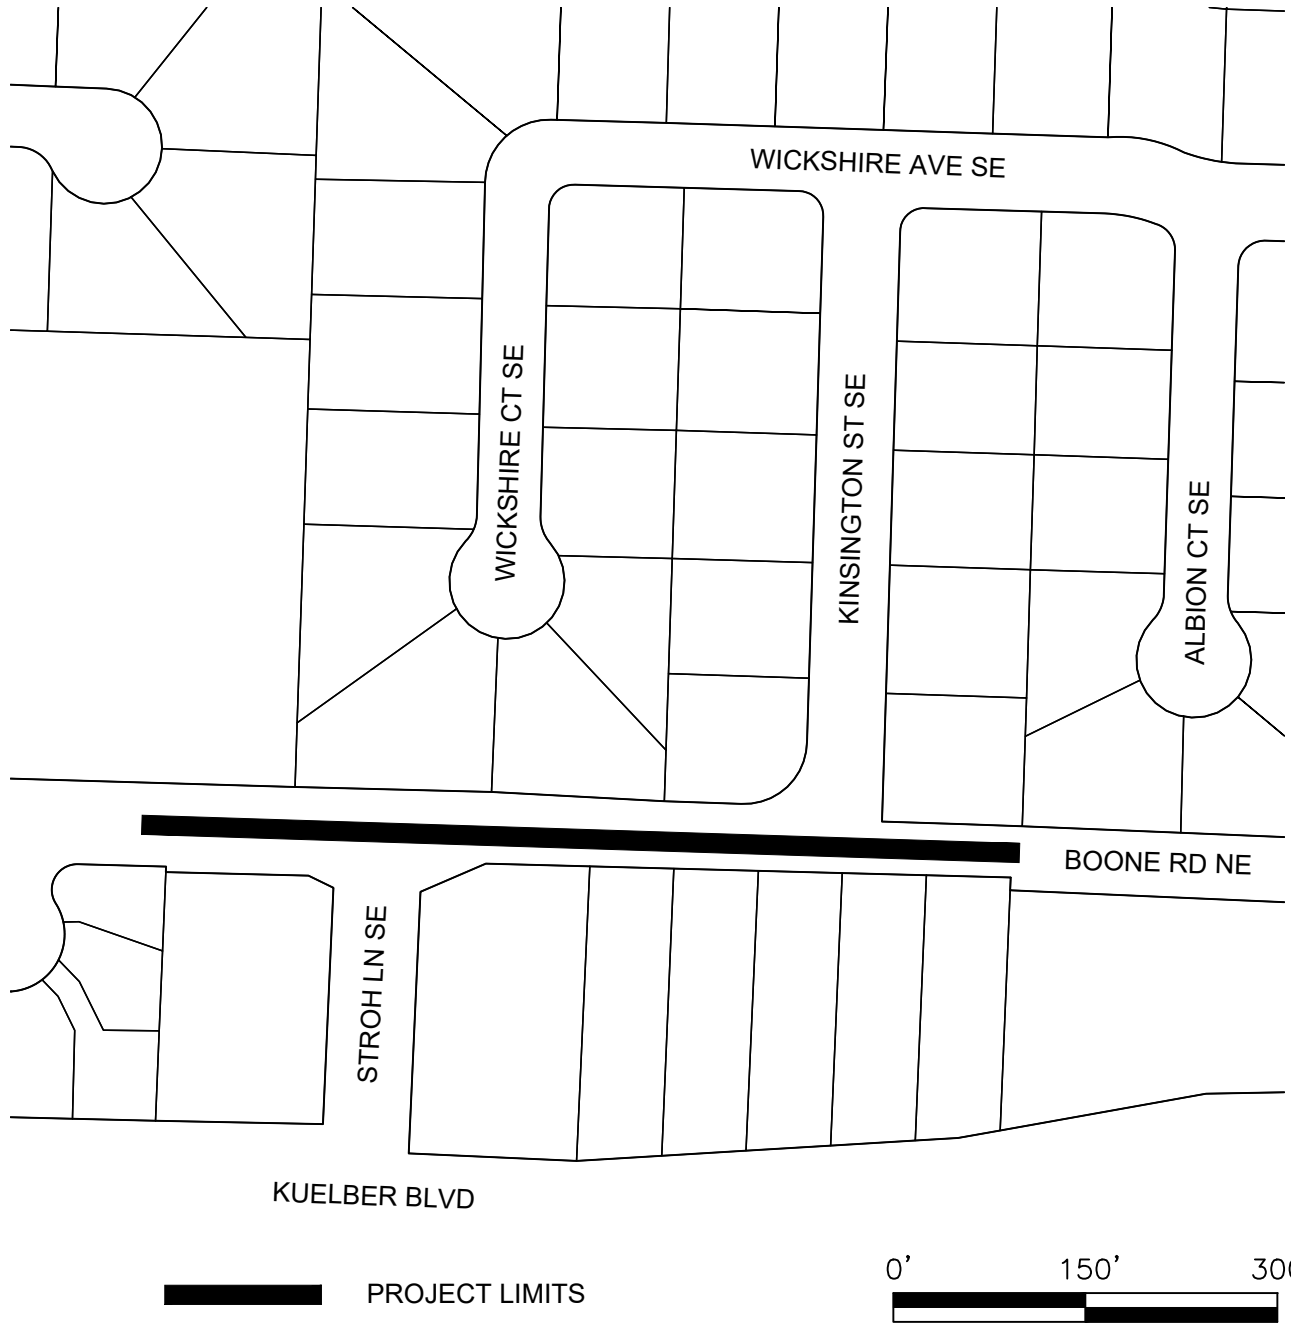 WICKSHIRE AVE SE
WICKSHIRE CT SE
KINSINGTON ST SE
ALBION CT SE
BOONE RD NE
STROH LN SE
KUELBER BLVD
PROJECT LIMITS
0' 150' 300